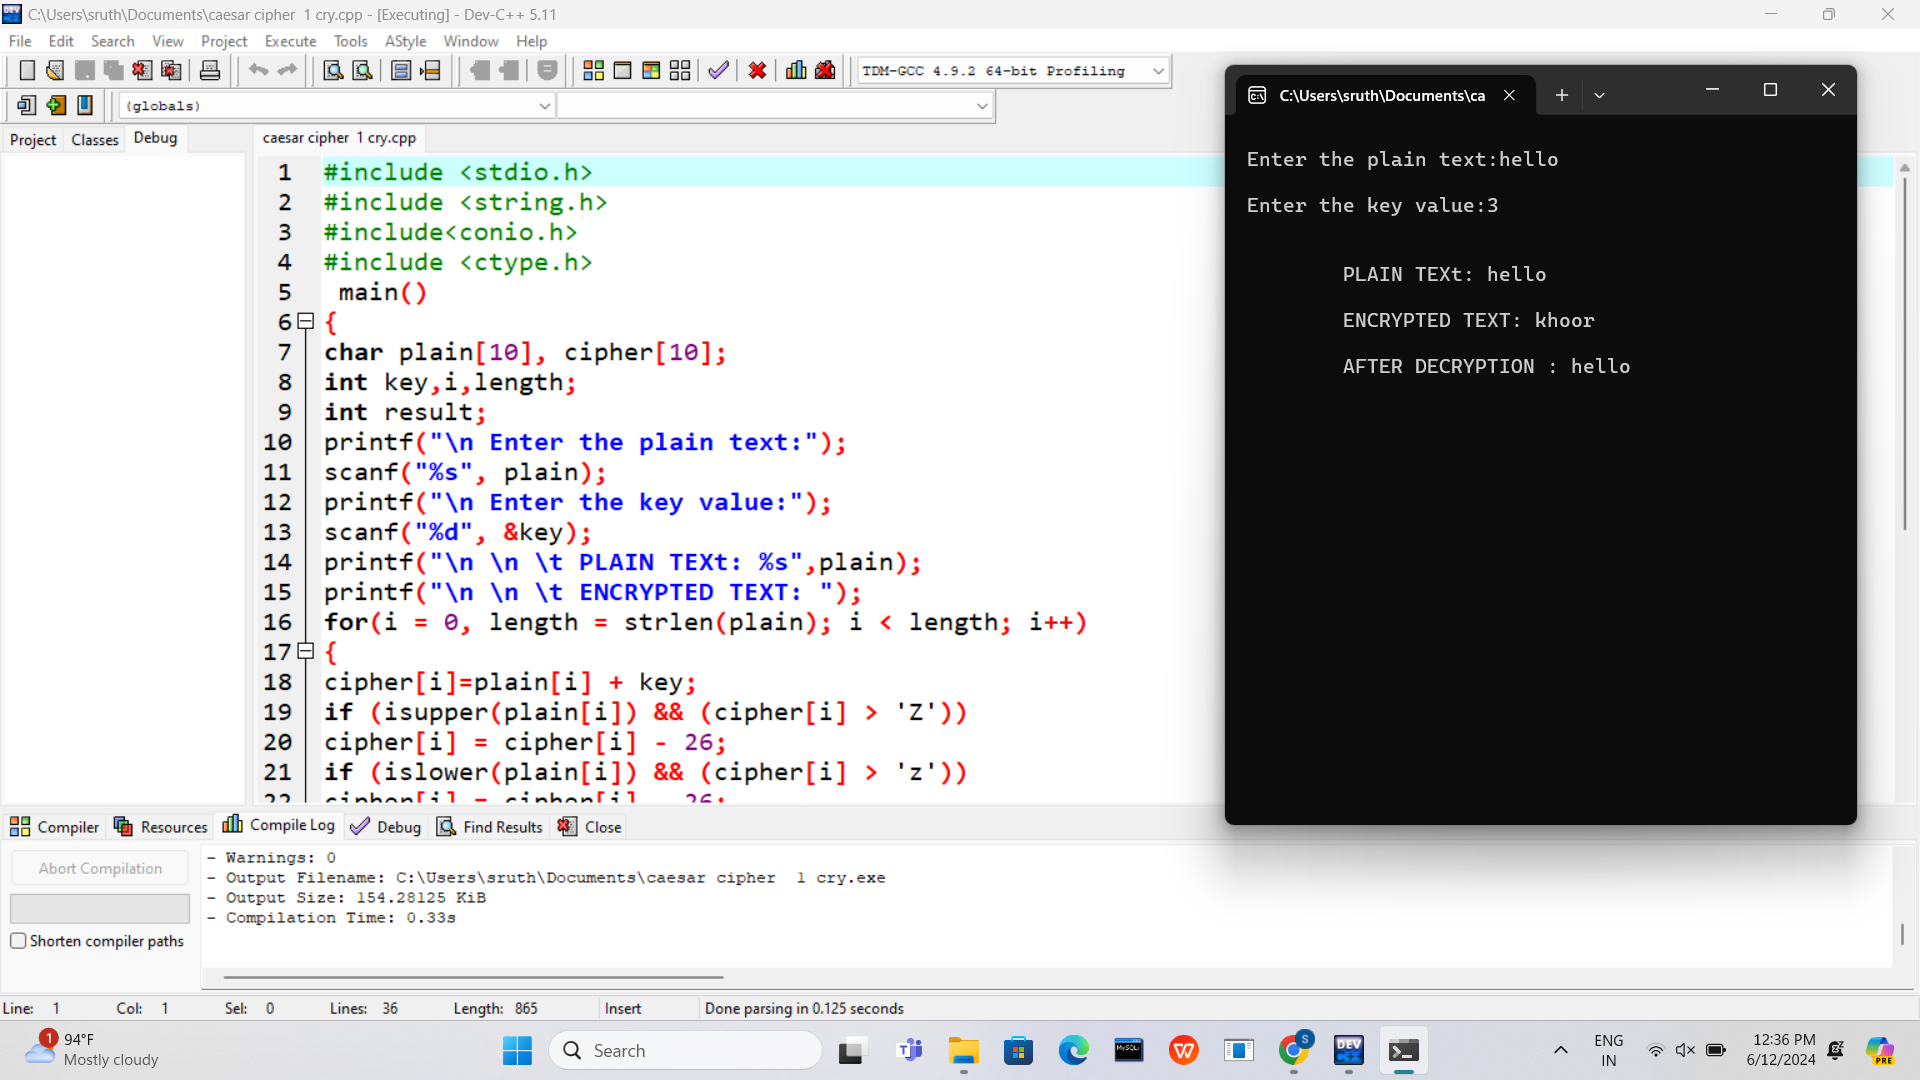 C:\Users\sruth\Documents\caesar cipher  1 cry.cpp - [Executing] - Dev-C++ 5.11
File Edit Search View Project Execute Tools AStyle Window Help
TDM-GCC 4.9.2 64-bit Profiling
(globals)
Project Classes Debug
caesar cipher  1 cry.cpp
1 #include <stdio.h>
2 #include <string.h>
3 #include<conio.h>
4 #include <ctype.h>
5 main()
6 {
7 char plain[10], cipher[10];
8 int key,i,length;
9 int result;
10 printf("\n Enter the plain text:");
11 scanf("%s", plain);
12 printf("\n Enter the key value:");
13 scanf("%d", &key);
14 printf("\n \n \t PLAIN TEXt: %s",plain);
15 printf("\n \n \t ENCRYPTED TEXT: ");
16 for(i = 0, length = strlen(plain); i < length; i++)
17 {
18 cipher[i]=plain[i] + key;
19 if (isupper(plain[i]) && (cipher[i] > 'Z'))
20 cipher[i] = cipher[i] - 26;
21 if (islower(plain[i]) && (cipher[i] > 'z'))
22 cipher[i] = cipher[i] - 26;
C:\Users\sruth\Documents\ca
Enter the plain text:hello
Enter the key value:3
PLAIN TEXt: hello
ENCRYPTED TEXT: khoor
AFTER DECRYPTION : hello
Compiler Resources Compile Log Debug Find Results Close
Abort Compilation
Shorten compiler paths
- Warnings: 0
- Output Filename: C:\Users\sruth\Documents\caesar cipher  1 cry.exe
- Output Size: 154.28125 KiB
- Compilation Time: 0.33s
Line: 1 Col: 1 Sel: 0 Lines: 36 Length: 865 Insert Done parsing in 0.125 seconds
1
94°F
Mostly cloudy
Search
MySQL
S
DEV
C++
ENG
IN
12:36 PM
6/12/2024
PRE